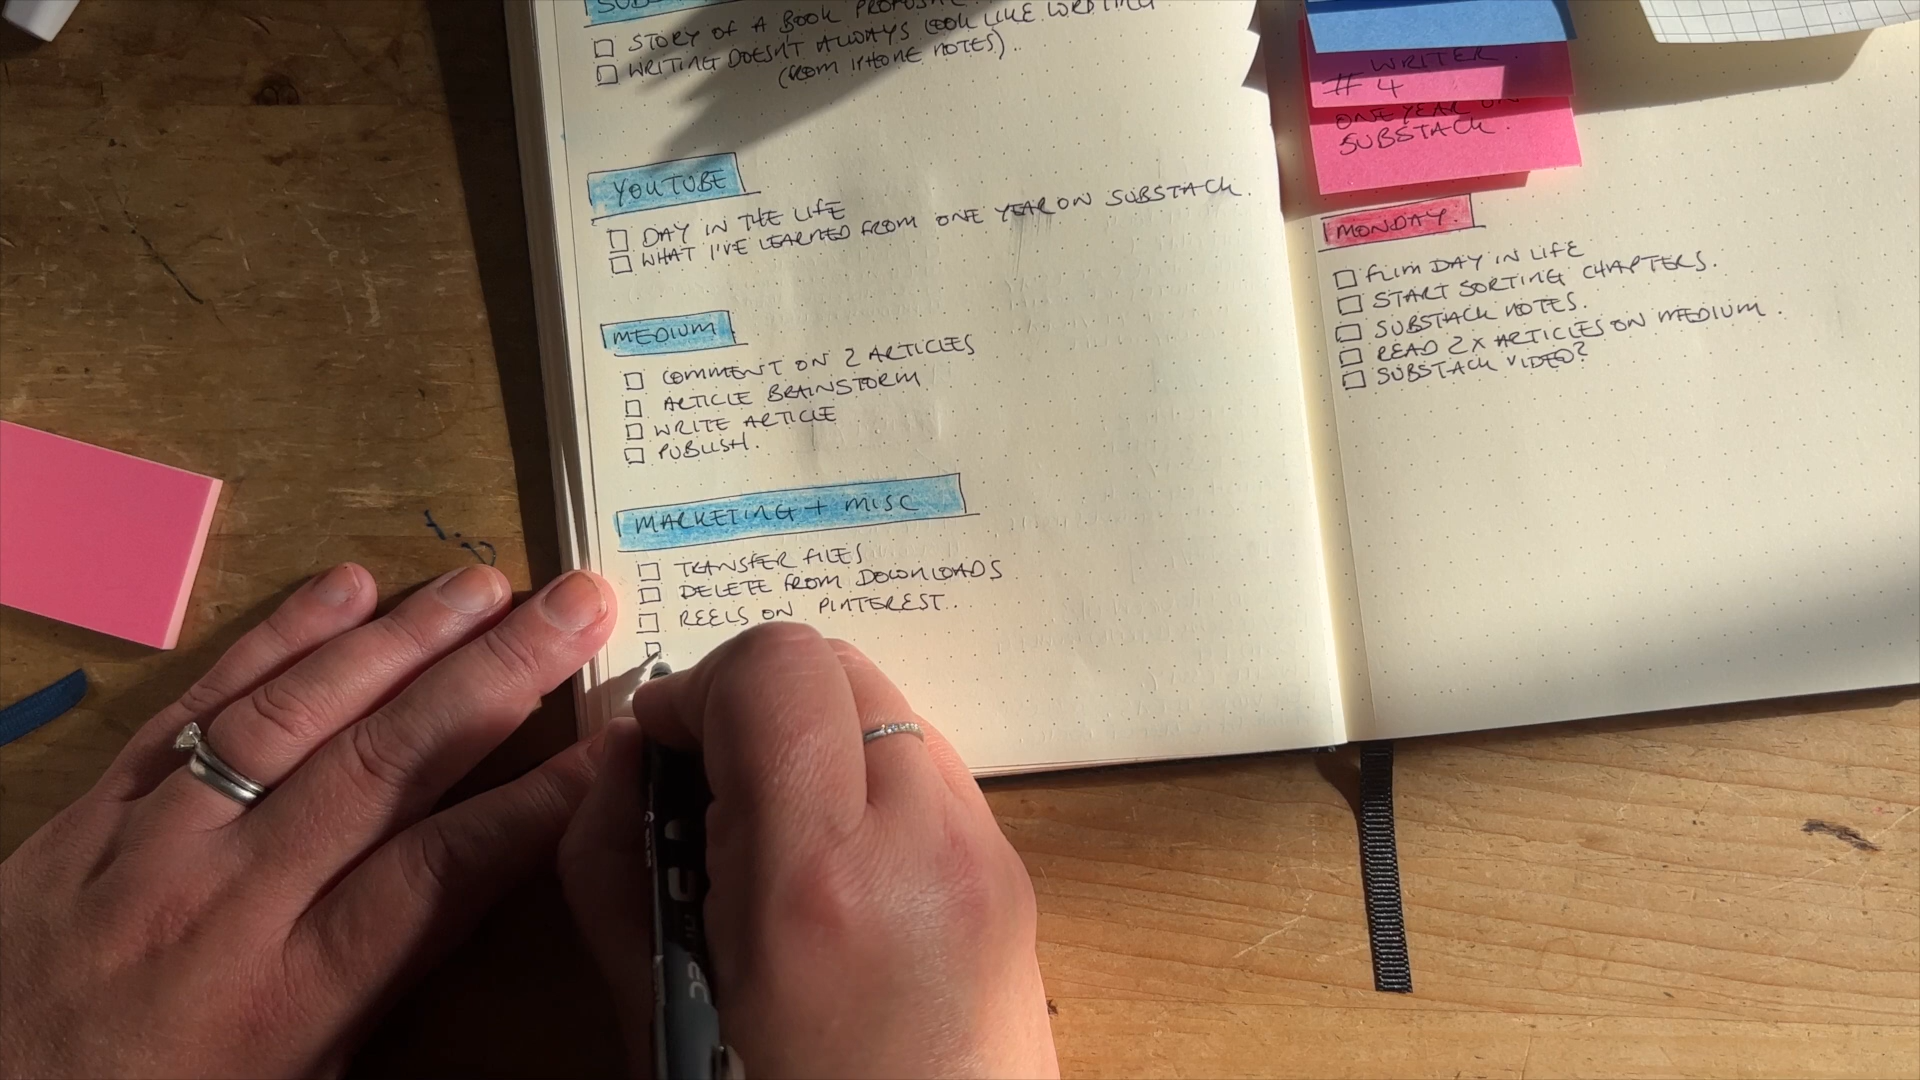 STORY OF A BOOK PROPOSAL
WRITING DOESN'T ALWAYS LOOK LIKE WRITING
(FROM IPHONE NOTES).
YOUTUBE
DAY IN THE LIFE
WHAT I'VE LEARNED FROM ONE YEAR ON SUBSTACK.
MEDIUM
COMMENT ON 2 ARTICLES
ARTICLE BRAINSTORM
WRITE ARTICLE
PUBLISH.
MARKETING + MISC
TRANSFER FILES
DELETE FROM DOWNLOADS
REELS ON PINTEREST.
WRITER
# 4
ONE YEAR ON
SUBSTACK.
MONDAY.
FILM DAY IN LIFE
START SORTING CHAPTERS.
SUBSTACK NOTES.
READ 2X ARTICLES ON MEDIUM.
SUBSTACK VIDEO?